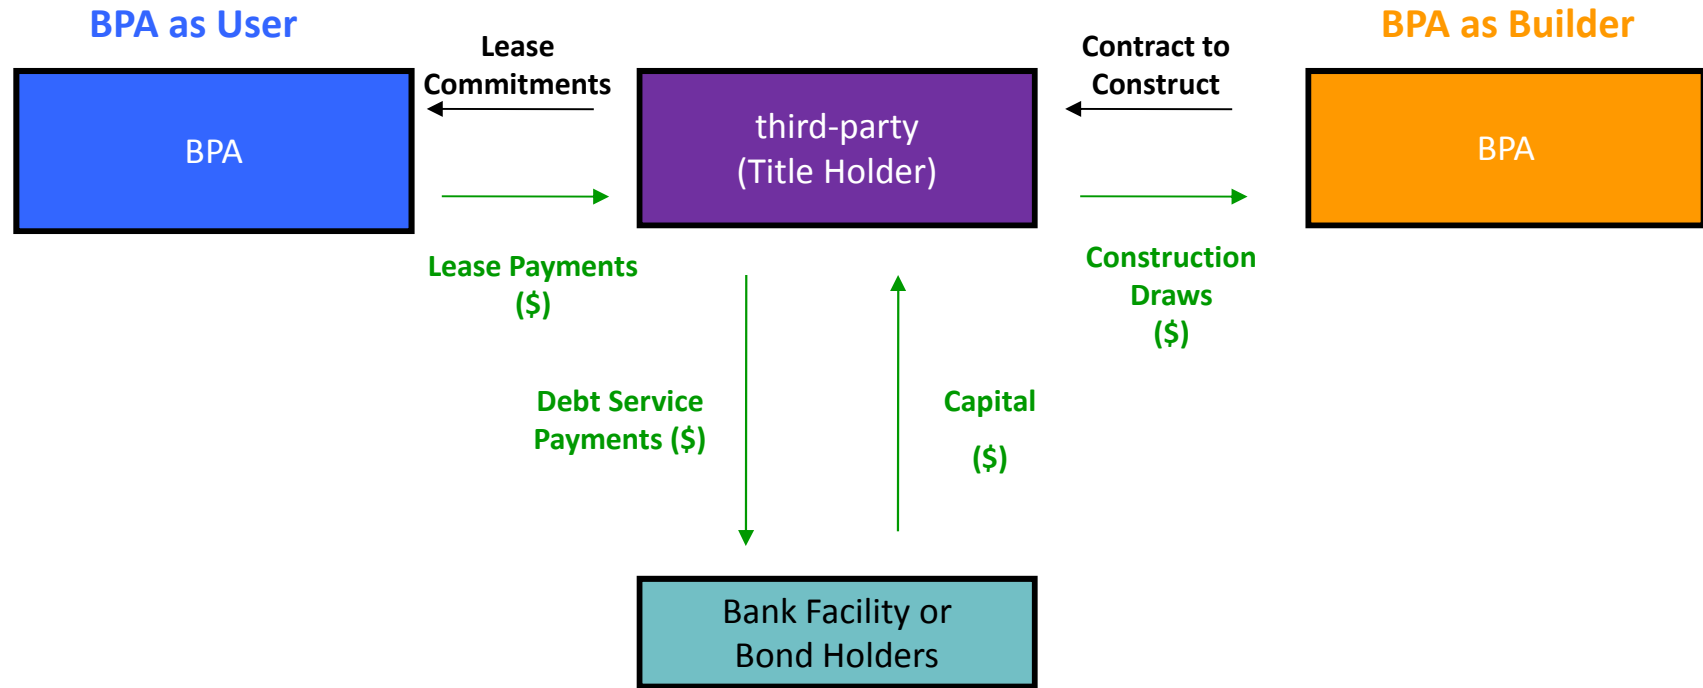 BPA as User
Lease
Commitments
Contract to
Construct
BPA as Builder
BPA
third-party
(Title Holder)
BPA
Lease Payments
($)
Construction
Draws
($)
Debt Service
Payments ($)
Capital
($)
Bank Facility or
Bond Holders